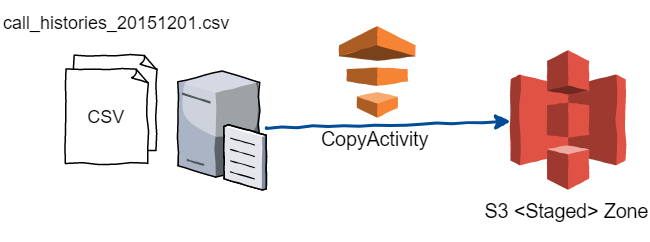 call_histories_20151201.csv
CSV
CopyActivity
S3 <Staged> Zone